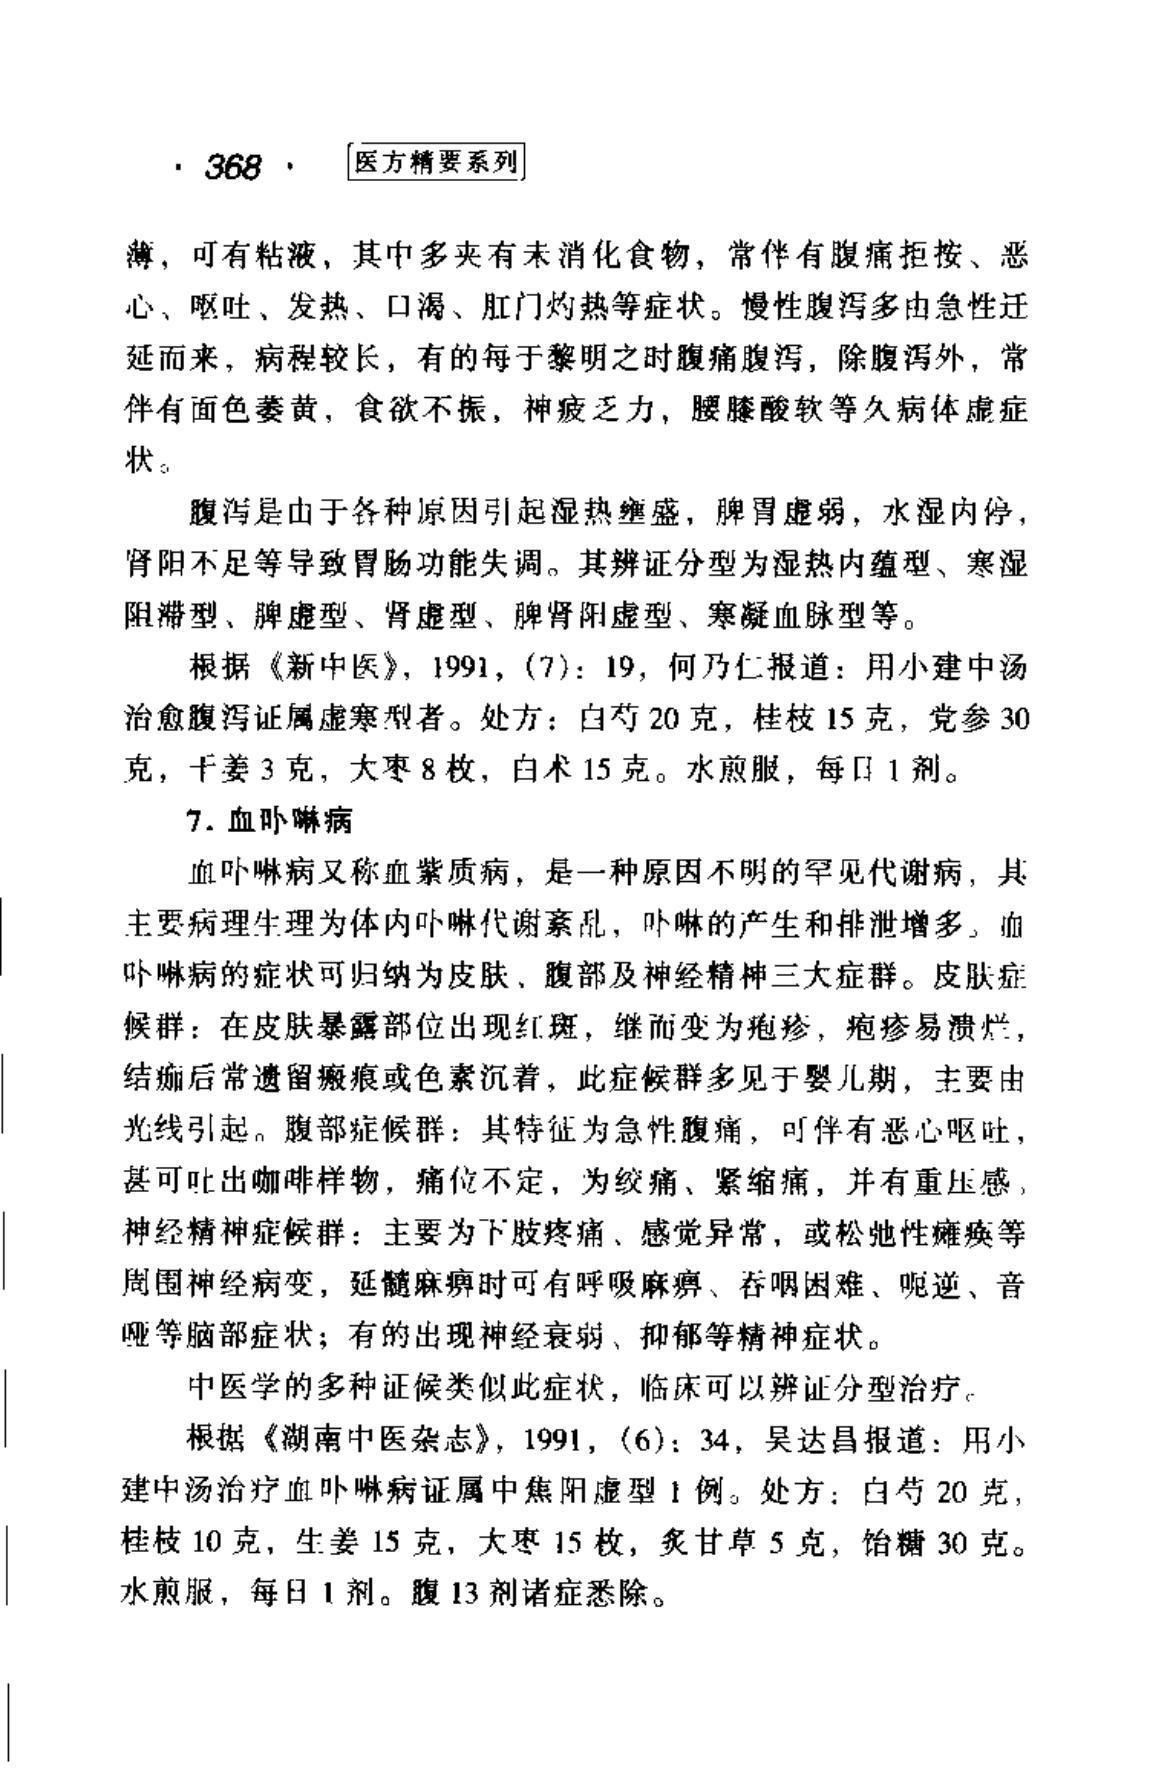 · 368 · 医方精要系列
薄，可有粘液，其中多夹有未消化食物，常伴有腹痛拒按、恶
心、呕吐、发热、口渴、肛门灼热等症状。慢性腹泻多由急性迁
延而来，病程较长，有的每于黎明之时腹痛腹泻，除腹泻外，常
伴有面色萎黄，食欲不振，神疲乏力，腰膝酸软等久病体虚症
状。
腹泻是由于各种原因引起湿热壅盛，脾胃虚弱，水湿内停，
肾阳不足等导致胃肠功能失调。其辨证分型为湿热内蕴型、寒湿
阻滞型、脾虚型、肾虚型、脾肾阳虚型、寒凝血脉型等。
根据《新中医》，1991，（7）：19，何乃仁报道：用小建中汤
治愈腹泻证属虚寒型者。处方：白芍 20 克，桂枝 15 克，党参 30
克，干姜 3 克，大枣 8 枚，白术 15 克。水煎服，每日 1 剂。
7. 血卟啉病
血卟啉病又称血紫质病，是一种原因不明的罕见代谢病，其
主要病理生理为体内卟啉代谢紊乱，卟啉的产生和排泄增多。血
卟啉病的症状可归纳为皮肤、腹部及神经精神三大症群。皮肤症
候群：在皮肤暴露部位出现红斑，继而变为疱疹，疱疹易溃烂，
结痂后常遗留瘢痕或色素沉着，此症候群多见于婴儿期，主要由
光线引起。腹部症候群：其特征为急性腹痛，可伴有恶心呕吐，
甚可吐出咖啡样物，痛位不定，为绞痛、紧缩痛，并有重压感。
神经精神症候群：主要为下肢疼痛、感觉异常，或松弛性瘫痪等
周围神经病变，延髓麻痹时可有呼吸麻痹、吞咽困难、呃逆、音
哑等脑部症状；有的出现神经衰弱、抑郁等精神症状。
中医学的多种证候类似此症状，临床可以辨证分型治疗。
根据《湖南中医杂志》，1991，（6）：34，吴达昌报道：用小
建中汤治疗血卟啉病证属中焦阳虚型 1 例。处方：白芍 20 克，
桂枝 10 克，生姜 15 克，大枣 15 枚，炙甘草 5 克，饴糖 30 克。
水煎服，每日 1 剂。腹 13 剂诸症悉除。